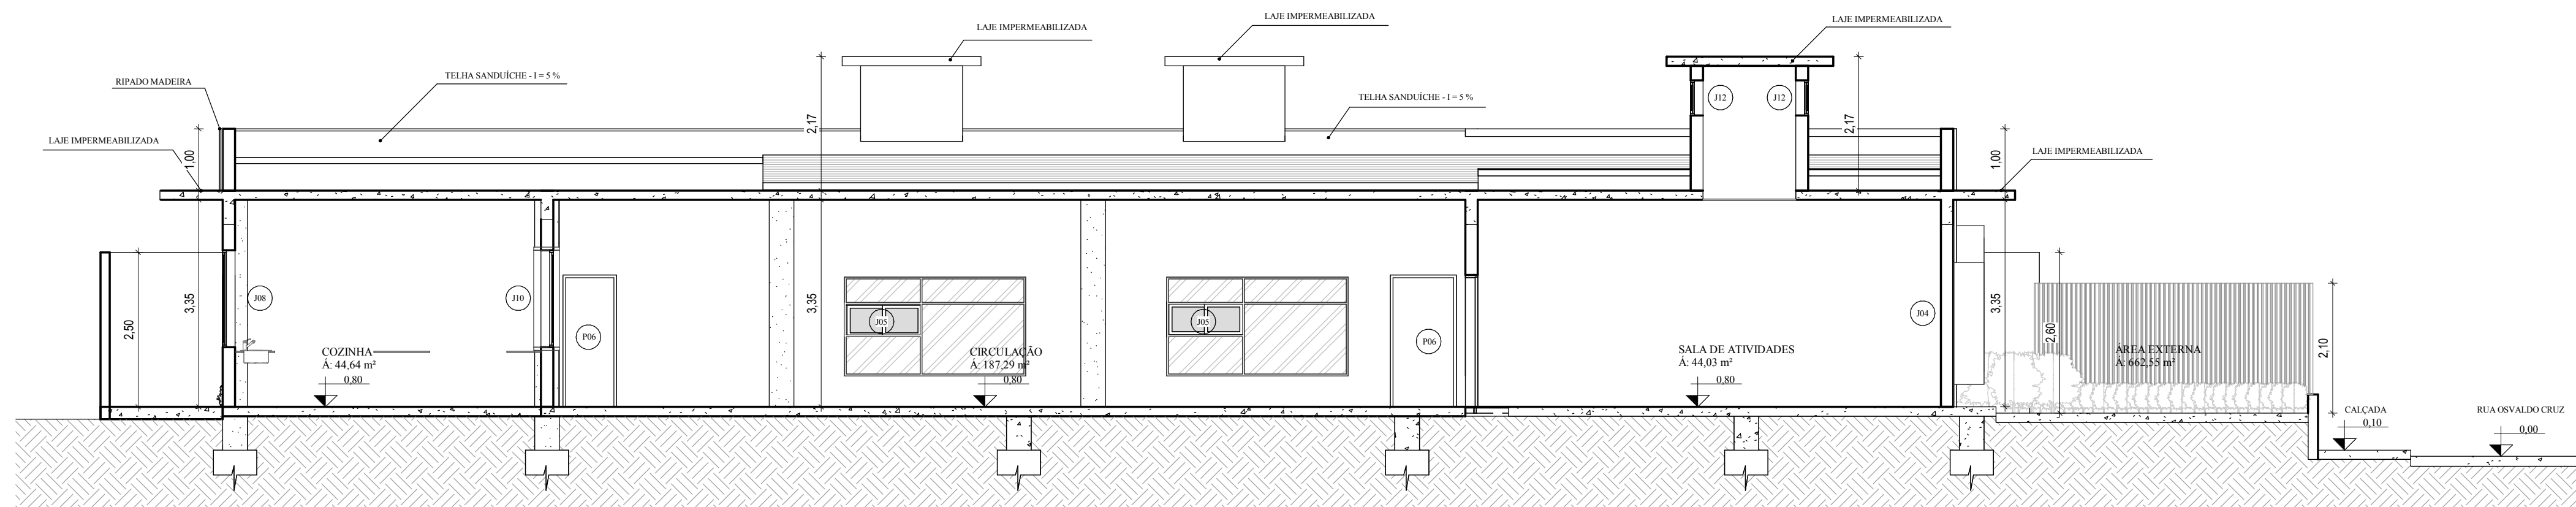 LAJE IMPERMEABILIZADA
LAJE IMPERMEABILIZADA
LAJE IMPERMEABILIZADA
RIPADO MADEIRA
TELHA SANDUÍCHE - I = 5 %
TELHA SANDUÍCHE - I = 5 %
J12
J12
2,17
2,17
LAJE IMPERMEABILIZADA
LAJE IMPERMEABILIZADA
1,00
1,00
2,50
3,35
J08
J10
P06
3,35
J05
J05
P06
J04
3,35
2,60
2,10
COZINHA
Á: 44,64 m²
0,80
CIRCULAÇÃO
Á: 187,29 m²
0,80
SALA DE ATIVIDADES
Á: 44,03 m²
0,80
ÁREA EXTERNA
Á: 662,55 m²
CALÇADA
0,10
RUA OSVALDO CRUZ
0,00